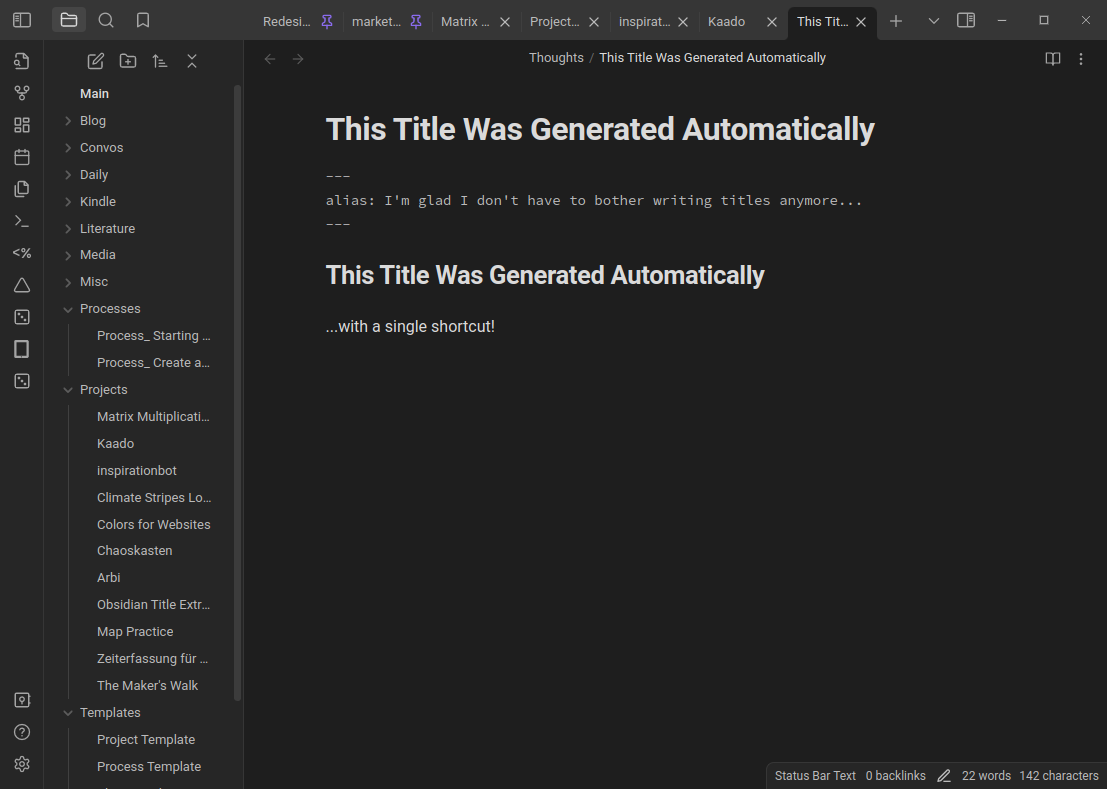 Redesi...
market...
Matrix ...
Project...
inspirat...
Kaado
This Tit...
Thoughts / This Title Was Generated Automatically
Main
Blog
Convos
Daily
Kindle
Literature
Media
Misc
Processes
Process_ Starting ...
Process_ Create a...
Projects
Matrix Multiplicati...
Kaado
inspirationbot
Climate Stripes Lo...
Colors for Websites
Chaoskasten
Arbi
Obsidian Title Extr...
Map Practice
Zeiterfassung für ...
The Maker's Walk
Templates
Project Template
Process Template
<%
This Title Was Generated Automatically
---
alias: I'm glad I don't have to bother writing titles anymore...
---
This Title Was Generated Automatically
...with a single shortcut!
Status Bar Text 0 backlinks 22 words 142 characters